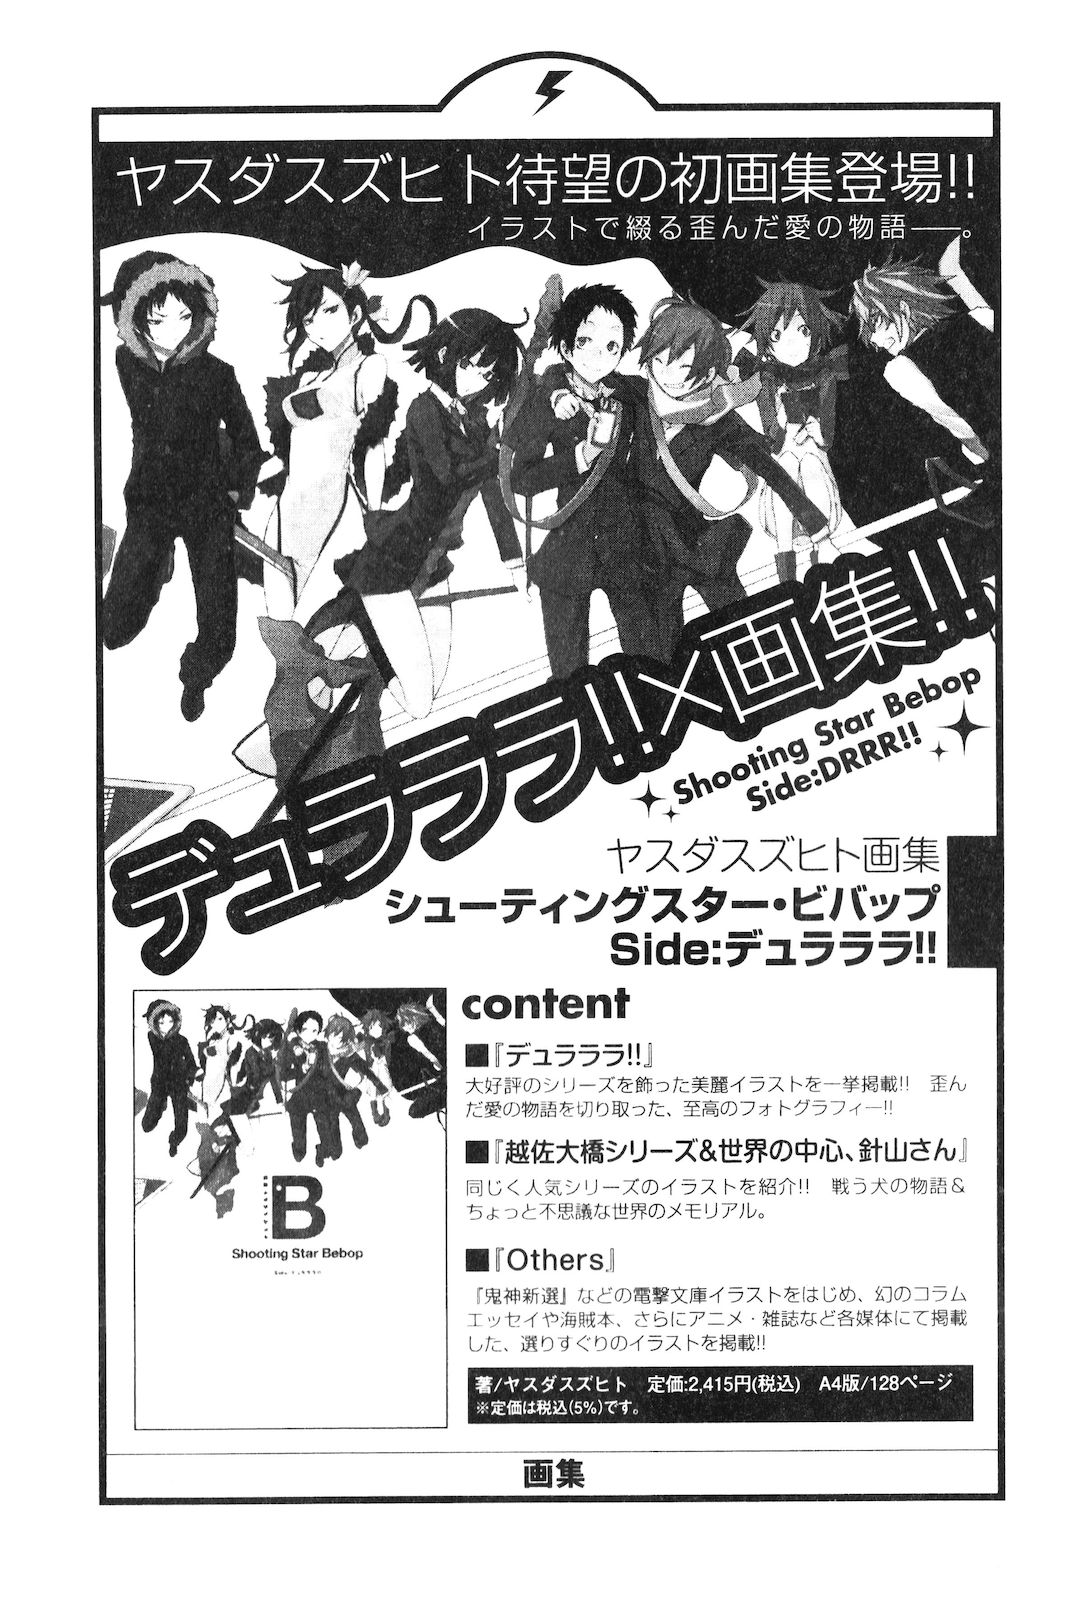 ヤスダスズヒト待望の初画集登場!!
イラストで綴る歪んだ愛の物語──。
デュラララ!!×画集!!
Shooting Star Bebop
Side:DRRR!!
ヤスダスズヒト画集
シューティングスター・ビバップ
Side:デュラララ!!
content
■『デュラララ!!』
大好評のシリーズを飾った美麗イラストを一挙掲載!!　歪ん
だ愛の物語を切り取った、至高のフォトグラフィー!!
■『越佐大橋シリーズ&世界の中心、針山さん』
同じく人気シリーズのイラストを紹介!!　戦う犬の物語＆
ちょっと不思議な世界のメモリアル。
■『Others』
『鬼神新選』などの電撃文庫イラストをはじめ、幻のコラム
エッセイや海賊本、さらにアニメ・雑誌など各媒体にて掲載
した、選りすぐりのイラストを掲載!!
著/ヤスダスズヒト　定価:2,415円(税込)　A4版/128ページ
※定価は税込(5%)です。
B
Shooting Star Bebop
Side:デュラララ!!
画集